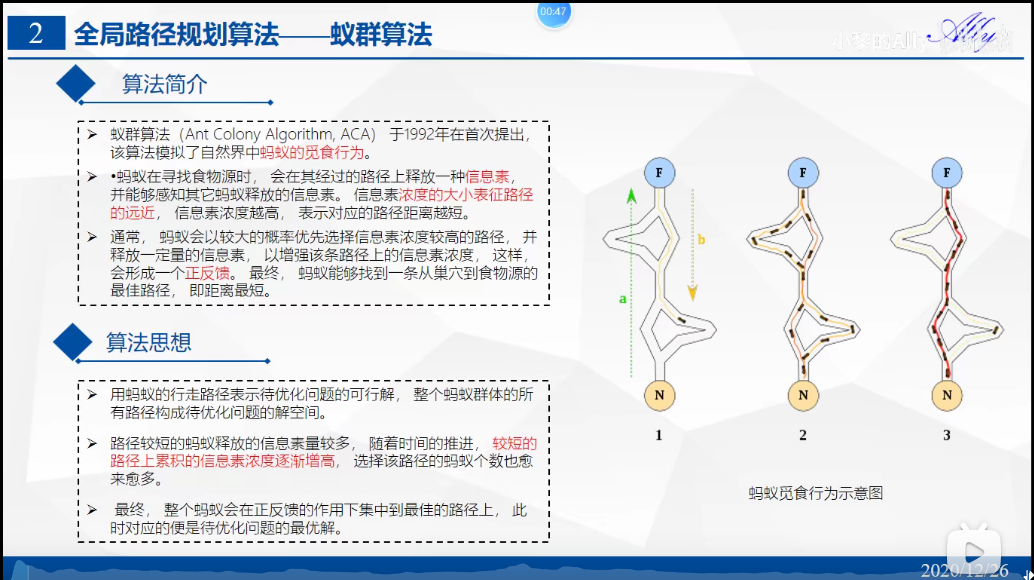 00:47
2 全局路径规划算法——蚁群算法
Ally
算法简介
➢ 蚁群算法（Ant Colony Algorithm, ACA） 于1992年在首次提出，
该算法模拟了自然界中蚂蚁的觅食行为。
➢ •蚂蚁在寻找食物源时， 会在其经过的路径上释放一种信息素，
并能够感知其它蚂蚁释放的信息素。 信息素浓度的大小表征路径
的远近， 信息素浓度越高， 表示对应的路径距离越短。
➢ 通常， 蚂蚁会以较大的概率优先选择信息素浓度较高的路径， 并
释放一定量的信息素， 以增强该条路径上的信息素浓度， 这样，
会形成一个正反馈。 最终， 蚂蚁能够找到一条从巢穴到食物源的
最佳路径， 即距离最短。
算法思想
➢ 用蚂蚁的行走路径表示待优化问题的可行解， 整个蚂蚁群体的所
有路径构成待优化问题的解空间。
➢ 路径较短的蚂蚁释放的信息素量较多， 随着时间的推进， 较短的
路径上累积的信息素浓度逐渐增高， 选择该路径的蚂蚁个数也愈
来愈多。
➢ 最终， 整个蚂蚁会在正反馈的作用下集中到最佳的路径上， 此
时对应的便是待优化问题的最优解。
F F F
b
a
N N N
1 2 3
蚂蚁觅食行为示意图
2020/12/26